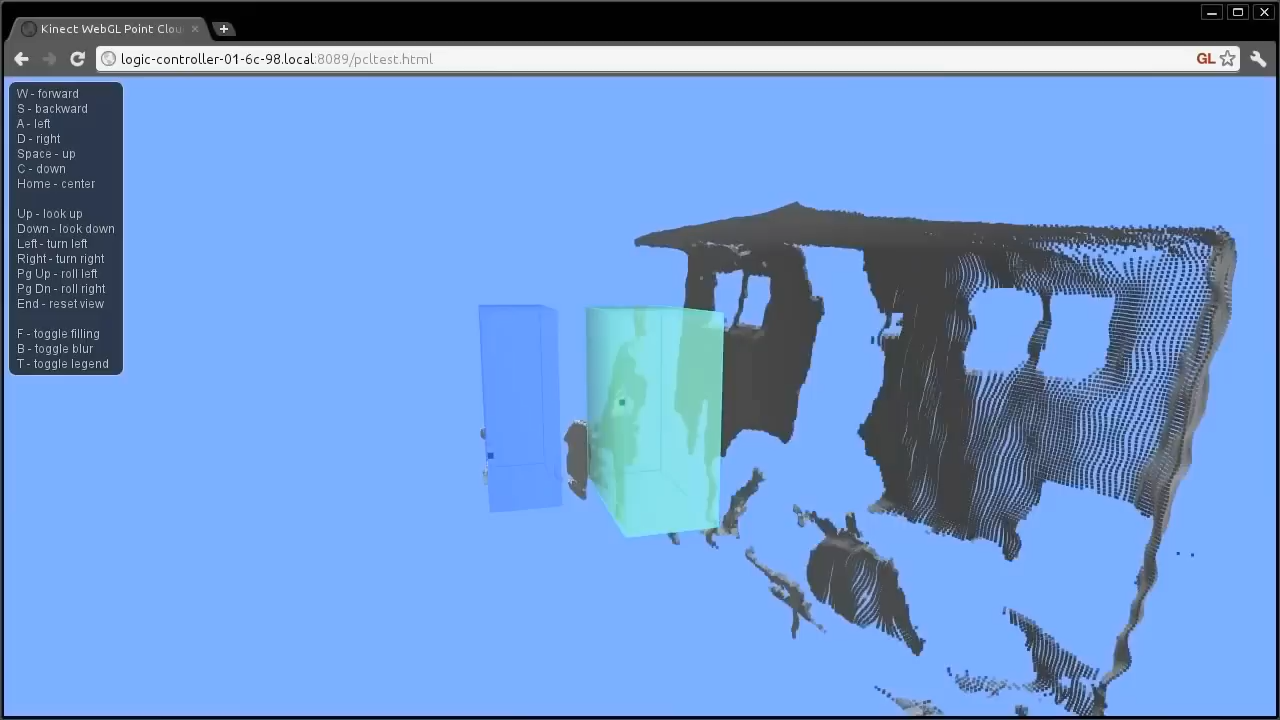 Kinect WebGL Point Clou
logic-controller-01-6c-98.local:8089/pcltest.html
GL
W - forward
S - backward
A - left
D - right
Space - up
C - down
Home - center
Up - look up
Down - look down
Left - turn left
Right - turn right
Pg Up - roll left
Pg Dn - roll right
End - reset view
F - toggle filling
B - toggle blur
T - toggle legend